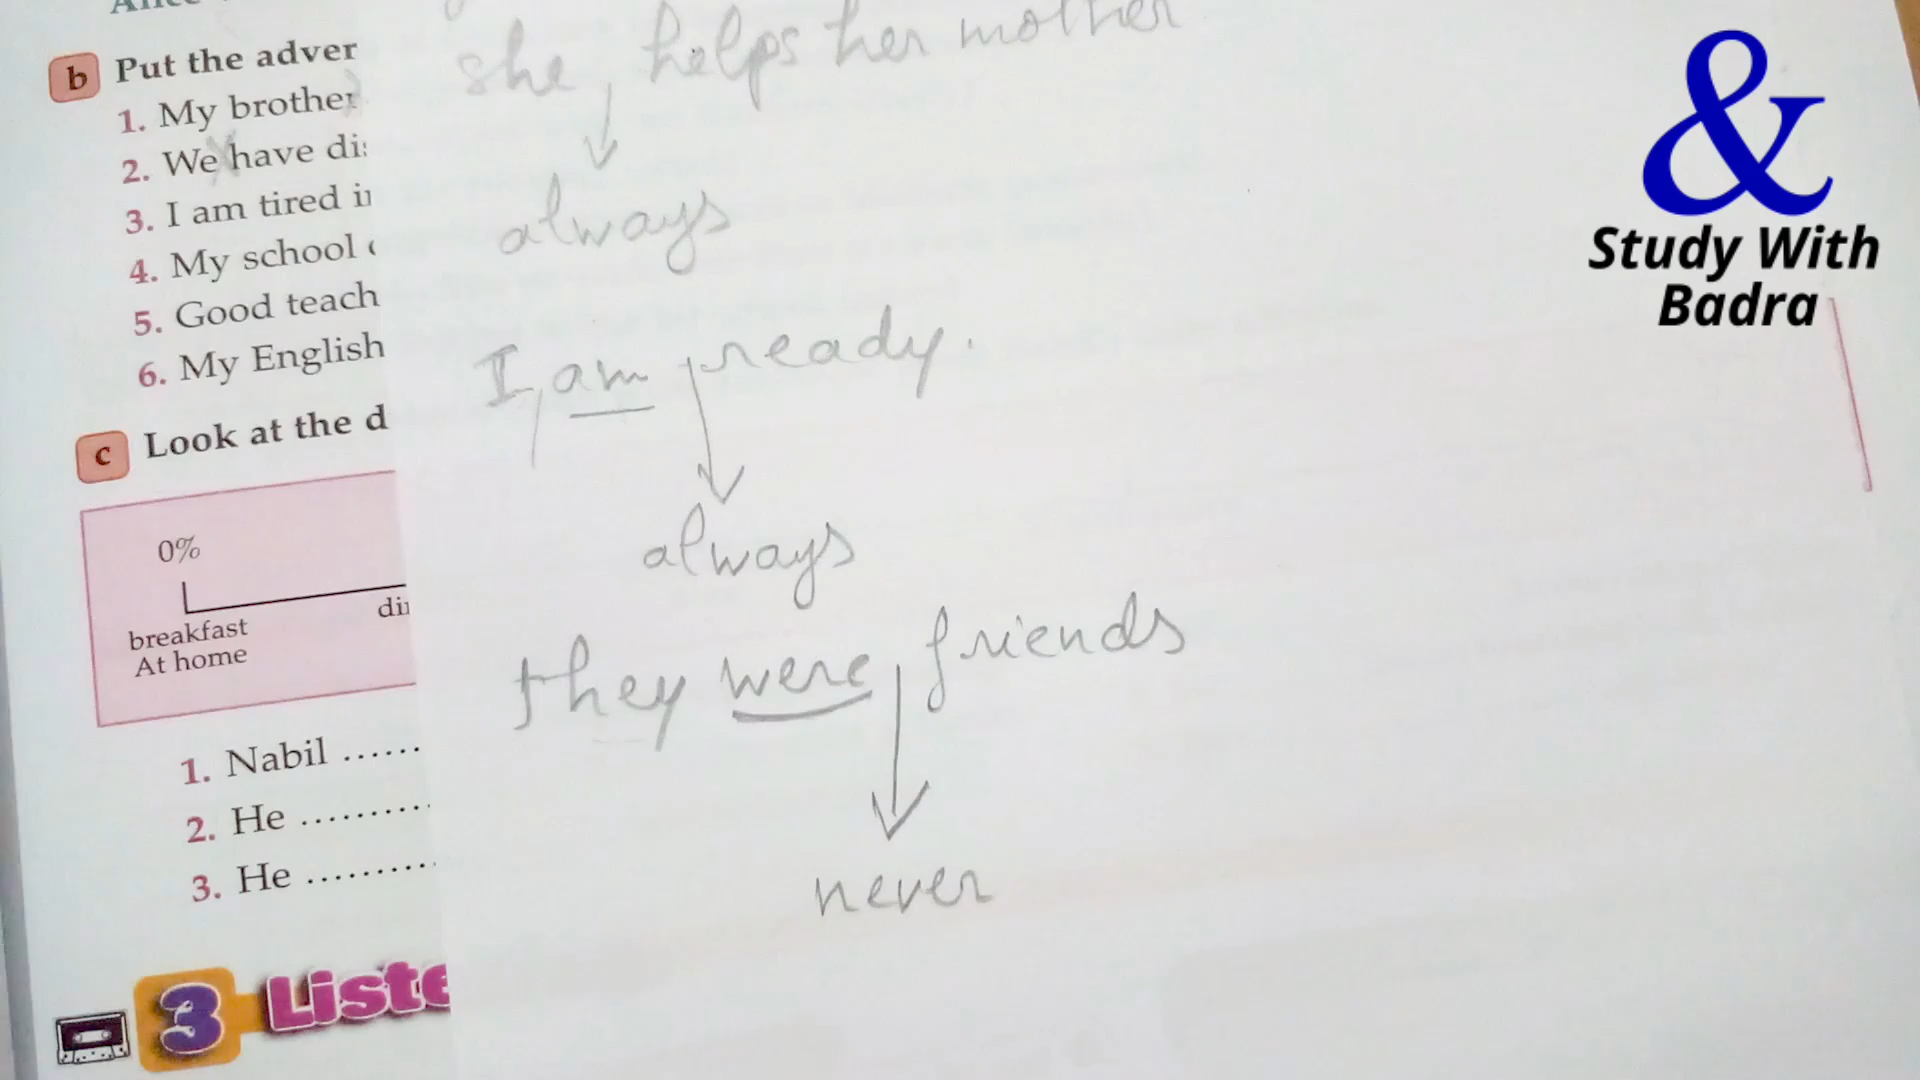 b Put the adver
1. My brother
2. We have dis
3. I am tired in
4. My school
5. Good teach
6. My English
c Look at the d
0%
breakfast
At home
1. Nabil ......
2. He .........
3. He .........
3 Liste
she, helps her mother
always
I, am, ready.
always
they were, friends
never
&
Study With
Badra